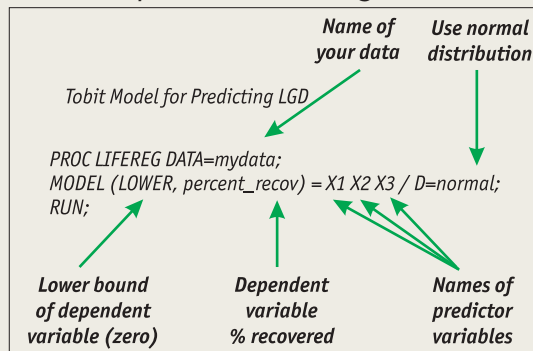 Name of
your data
Use normal
distribution
Tobit Model for Predicting LGD
PROC LIFEREG DATA=mydata;
MODEL (LOWER, percent_recov) = X1 X2 X3 / D=normal;
RUN;
Lower bound
of dependent
variable (zero)
Dependent
variable
% recovered
Names of
predictor
variables